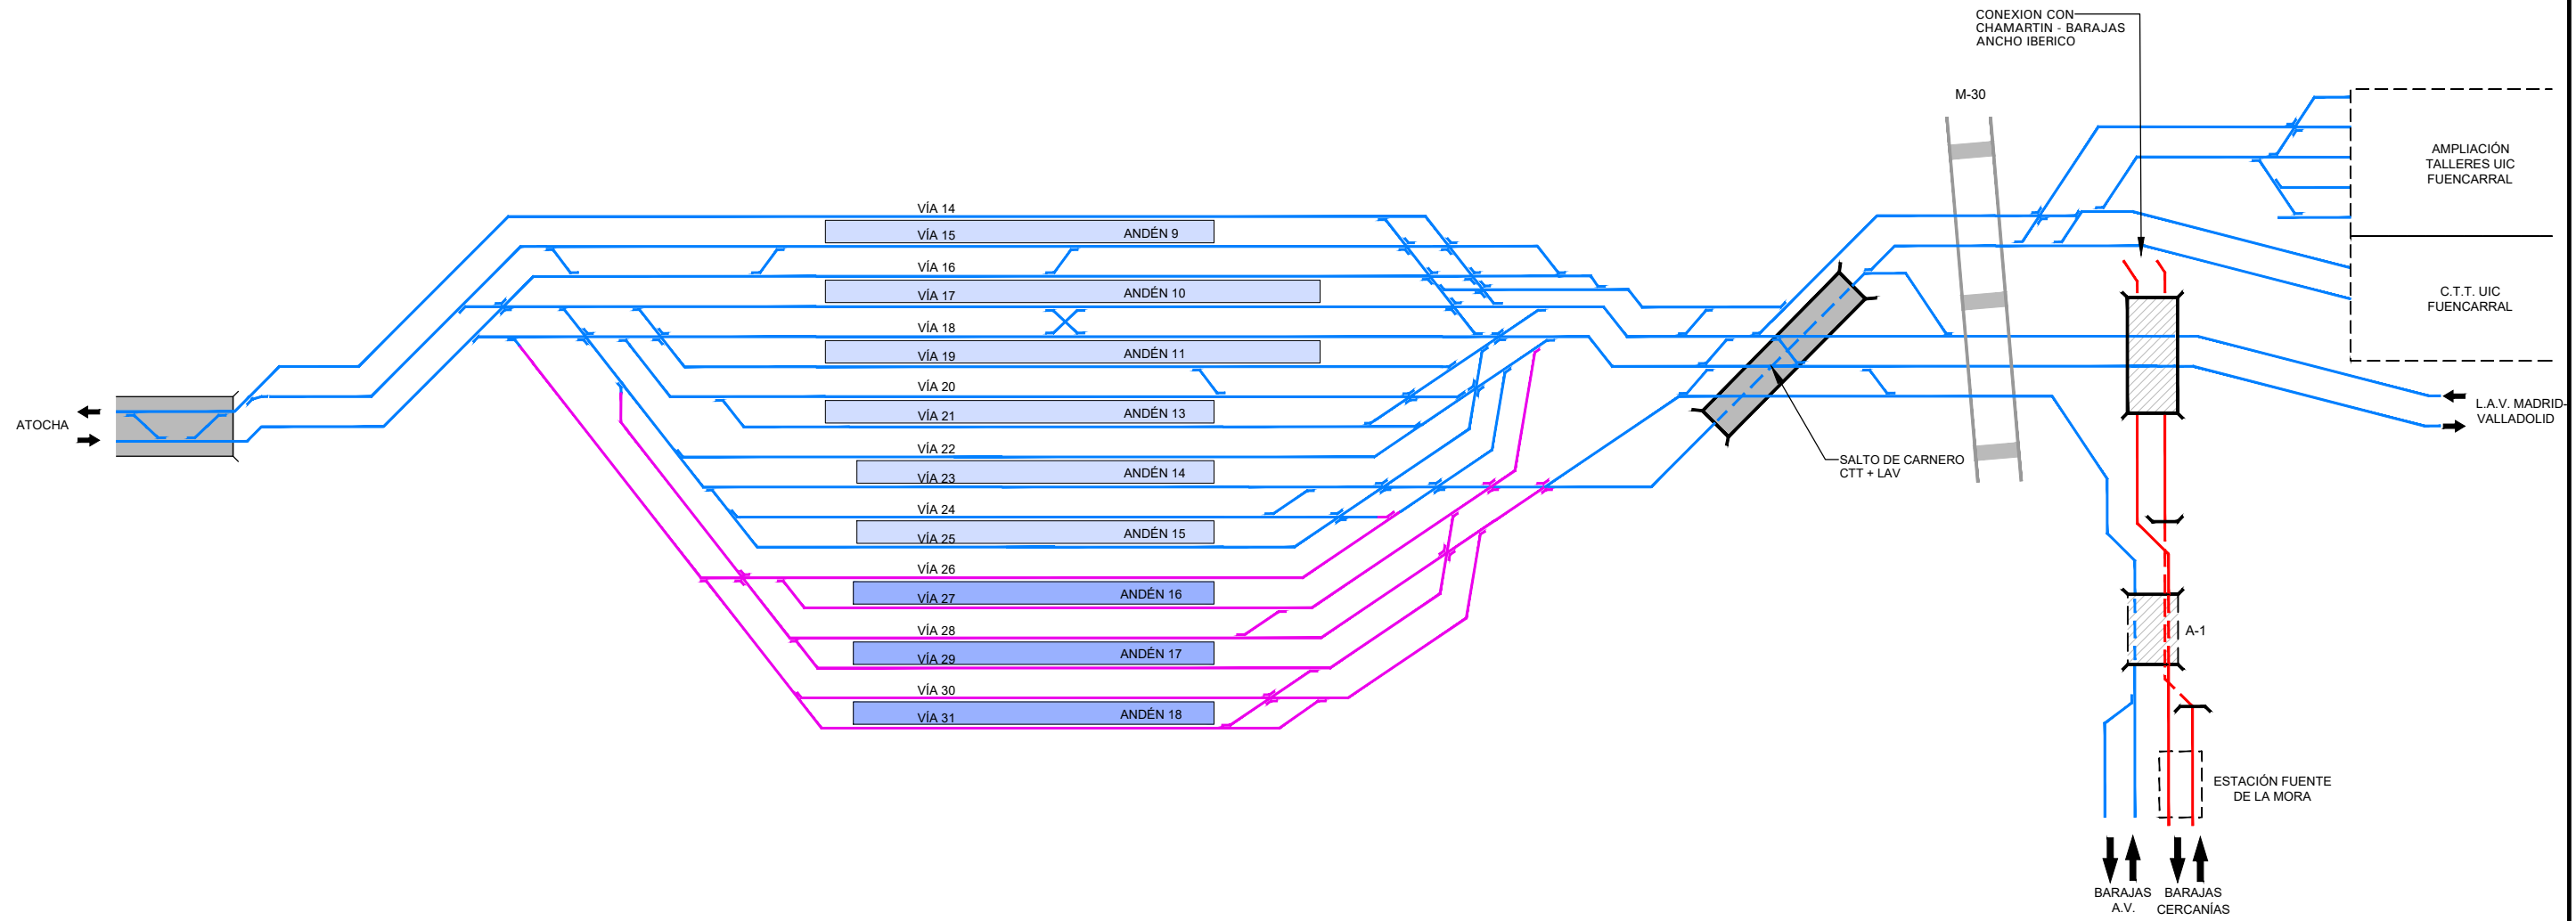 CONEXION CON
CHAMARTIN - BARAJAS
ANCHO IBERICO
M-30
AMPLIACIÓN
TALLERES UIC
FUENCARRAL
C.T.T. UIC
FUENCARRAL
VÍA 14
VÍA 15 ANDÉN 9
VÍA 16
VÍA 17 ANDÉN 10
VÍA 18
VÍA 19 ANDÉN 11
VÍA 20
VÍA 21 ANDÉN 13
VÍA 22
VÍA 23 ANDÉN 14
VÍA 24
VÍA 25 ANDÉN 15
VÍA 26
VÍA 27 ANDÉN 16
VÍA 28
VÍA 29 ANDÉN 17
VÍA 30
VÍA 31 ANDÉN 18
ATOCHA
L.A.V. MADRID-
VALLADOLID
SALTO DE CARNERO
CTT + LAV
A-1
ESTACIÓN FUENTE
DE LA MORA
BARAJAS
A.V.
BARAJAS
CERCANÍAS